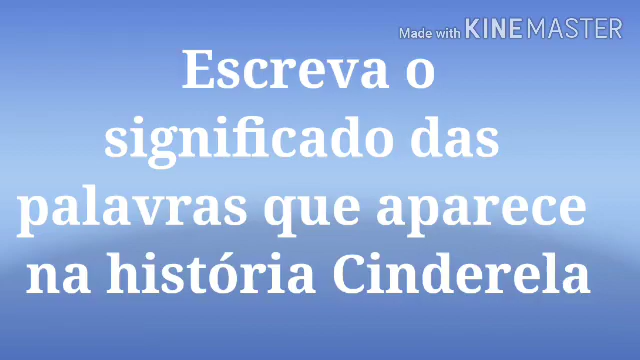 Made with KINEMASTER
Escreva o
significado das
palavras que aparece
na história Cinderela